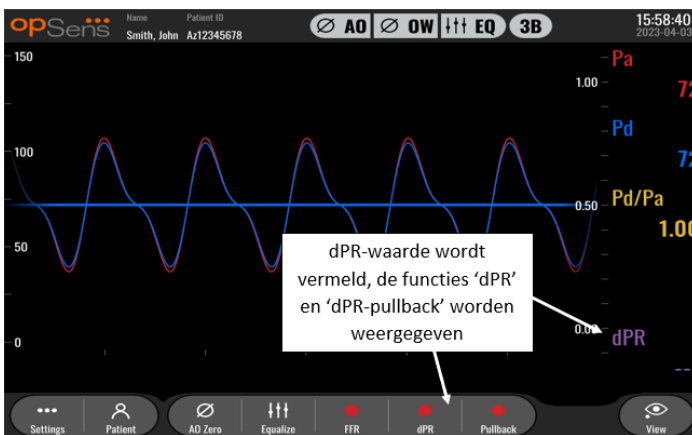 opSens
Name Patient ID
Smith, John Az12345678
AO OW EQ 3B
15:58:40
2023-04-03
150
100
50
0
1.00
0.50
0.00
Pa
72
Pd
72
Pd/Pa
1.00
dPR
--
dPR-waarde wordt
vermeld, de functies ‘dPR’
en ‘dPR-pullback’ worden
weergegeven
Settings Patient AO Zero Equalize FFR dPR Pullback View